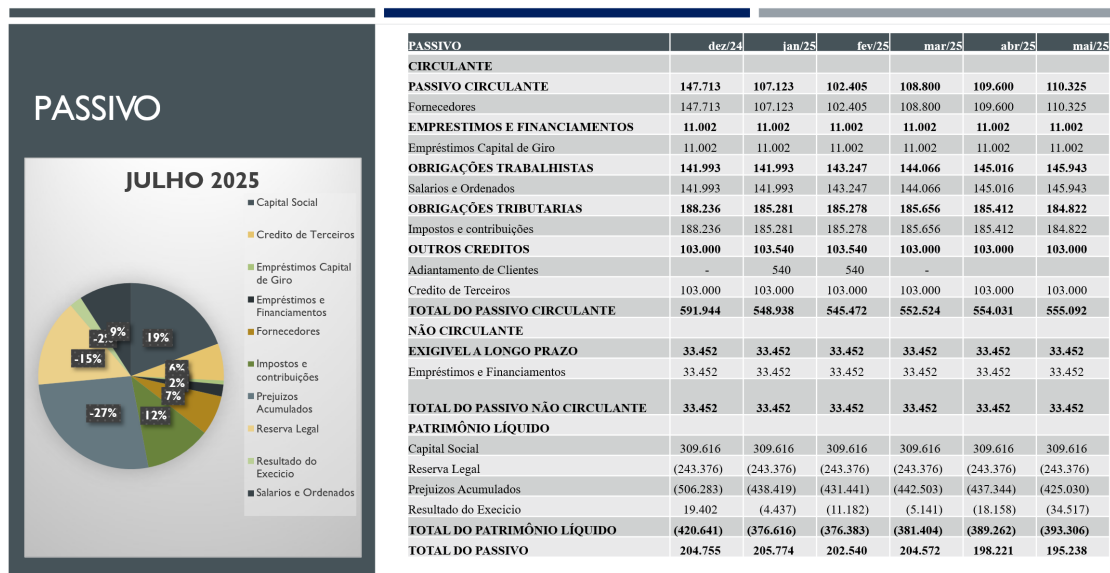 PASSIVO
JULHO 2025
Capital Social
Credito de Terceiros
Empréstimos Capital
de Giro
Empréstimos e
Financiamentos
Fornecedores
Impostos e
contribuições
Prejuizos
Acumulados
Reserva Legal
Resultado do
Execicio
Salarios e Ordenados
9%
19%
-15%
6%
2%
7%
-27%
12%
PASSIVO dez/24 jan/25 fev/25 mar/25 abr/25 mai/25
CIRCULANTE
PASSIVO CIRCULANTE 147.713 107.123 102.405 108.800 109.600 110.325
Fornecedores 147.713 107.123 102.405 108.800 109.600 110.325
EMPRESTIMOS E FINANCIAMENTOS 11.002 11.002 11.002 11.002 11.002 11.002
Empréstimos Capital de Giro 11.002 11.002 11.002 11.002 11.002 11.002
OBRIGAÇÕES TRABALHISTAS 141.993 141.993 143.247 144.066 145.016 145.943
Salarios e Ordenados 141.993 141.993 143.247 144.066 145.016 145.943
OBRIGAÇÕES TRIBUTARIAS 188.236 185.281 185.278 185.656 185.412 184.822
Impostos e contribuições 188.236 185.281 185.278 185.656 185.412 184.822
OUTROS CREDITOS 103.000 103.540 103.540 103.000 103.000 103.000
Adiantamento de Clientes - 540 540 -
Credito de Terceiros 103.000 103.000 103.000 103.000 103.000 103.000
TOTAL DO PASSIVO CIRCULANTE 591.944 548.938 545.472 552.524 554.031 555.092
NÃO CIRCULANTE
EXIGIVEL A LONGO PRAZO 33.452 33.452 33.452 33.452 33.452 33.452
Empréstimos e Financiamentos 33.452 33.452 33.452 33.452 33.452 33.452
TOTAL DO PASSIVO NÃO CIRCULANTE 33.452 33.452 33.452 33.452 33.452 33.452
PATRIMÔNIO LÍQUIDO
Capital Social 309.616 309.616 309.616 309.616 309.616 309.616
Reserva Legal (243.376) (243.376) (243.376) (243.376) (243.376) (243.376)
Prejuizos Acumulados (506.283) (438.419) (431.441) (442.503) (437.344) (425.030)
Resultado do Execicio 19.402 (4.437) (11.182) (5.141) (18.158) (34.517)
TOTAL DO PATRIMÔNIO LÍQUIDO (420.641) (376.616) (376.383) (381.404) (389.262) (393.306)
TOTAL DO PASSIVO 204.755 205.774 202.540 204.572 198.221 195.238